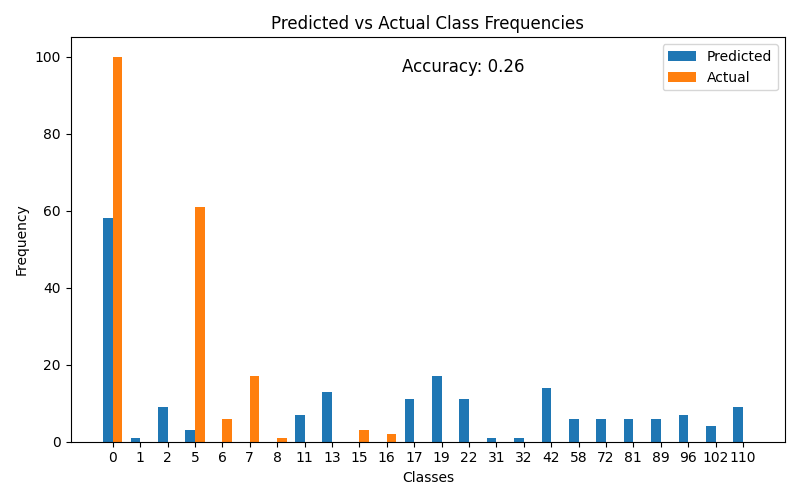 Predicted vs Actual Class Frequencies
Accuracy: 0.26
Predicted
Actual
Frequency
100
80
60
40
20
0
0 1 2 5 6 7 8 11 13 15 16 17 19 22 31 32 42 58 72 81 89 96 102 110
Classes